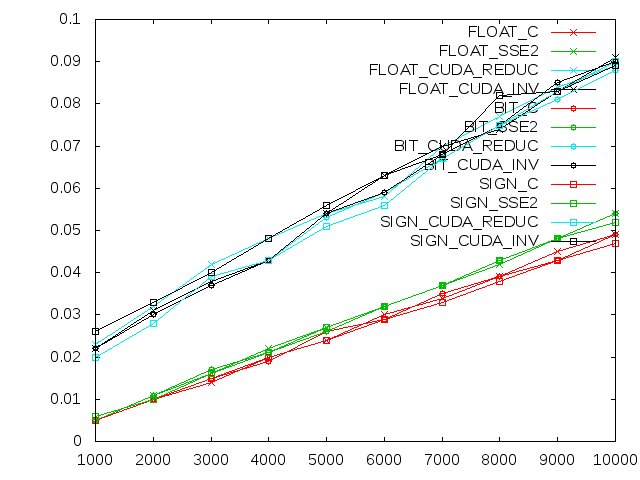 0.1
0.09
0.08
0.07
0.06
0.05
0.04
0.03
0.02
0.01
0
1000 2000 3000 4000 5000 6000 7000 8000 9000 10000
FLOAT_C
FLOAT_SSE2
FLOAT_CUDA_REDUC
FLOAT_CUDA_INV
BIT_C
BIT_SSE2
BIT_CUDA_REDUC
BIT_CUDA_INV
SIGN_C
SIGN_SSE2
SIGN_CUDA_REDUC
SIGN_CUDA_INV